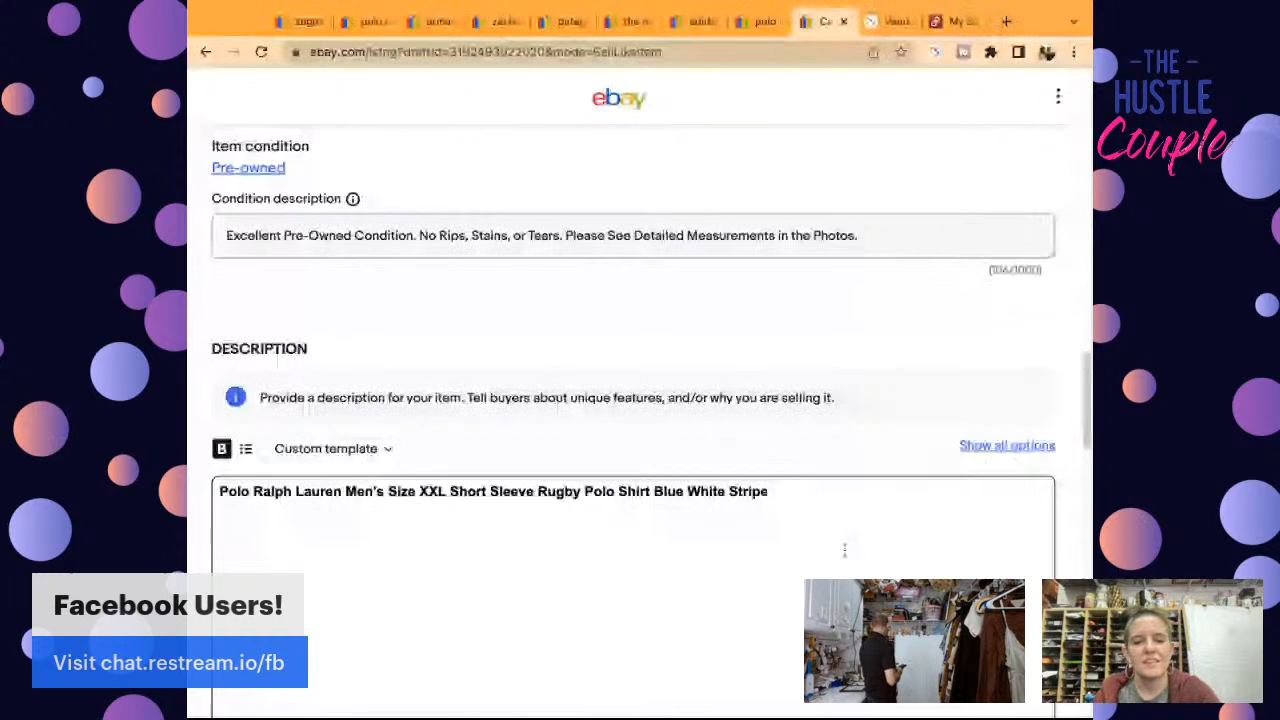 polo
My
ebay
-THE-
HUSTLE
Couple
Item condition
Pre-owned
Condition description
Excellent Pre-Owned Condition. No Rips, Stains, or Tears. Please See Detailed Measurements in the Photos.
DESCRIPTION
Provide a description for your item. Tell buyers about unique features, and/or why you are selling it.
B
Custom template
Show all options
Polo Ralph Lauren Men's Size XXL Short Sleeve Rugby Polo Shirt Blue White Stripe
Facebook Users!
Visit chat.restream.io/fb